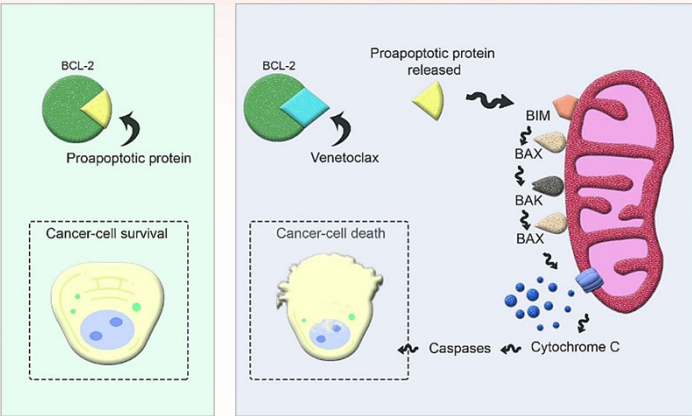 BCL-2
Proapoptotic protein
Cancer-cell survival
BCL-2
Venetoclax
Proapoptotic protein
released
BIM
BAX
BAK
BAX
Cytochrome C
Caspases
Cancer-cell death